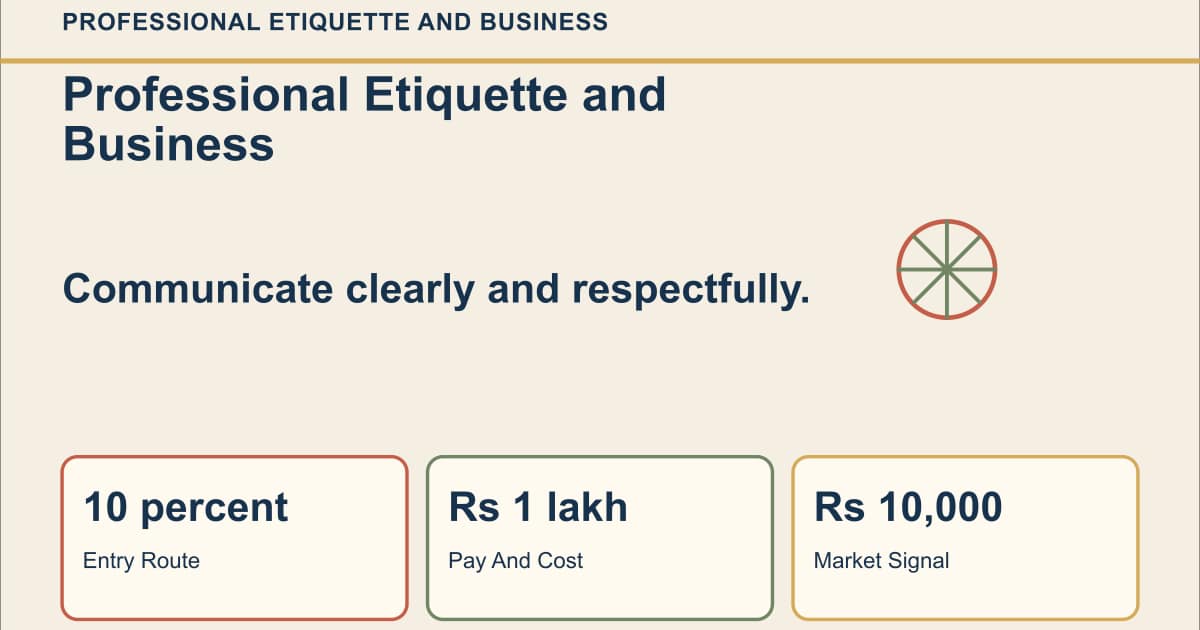 PROFESSIONAL ETIQUETTE AND BUSINESS
Professional Etiquette and
Business
Communicate clearly and respectfully.
10 percent
Entry Route
Rs 1 lakh
Pay And Cost
Rs 10,000
Market Signal